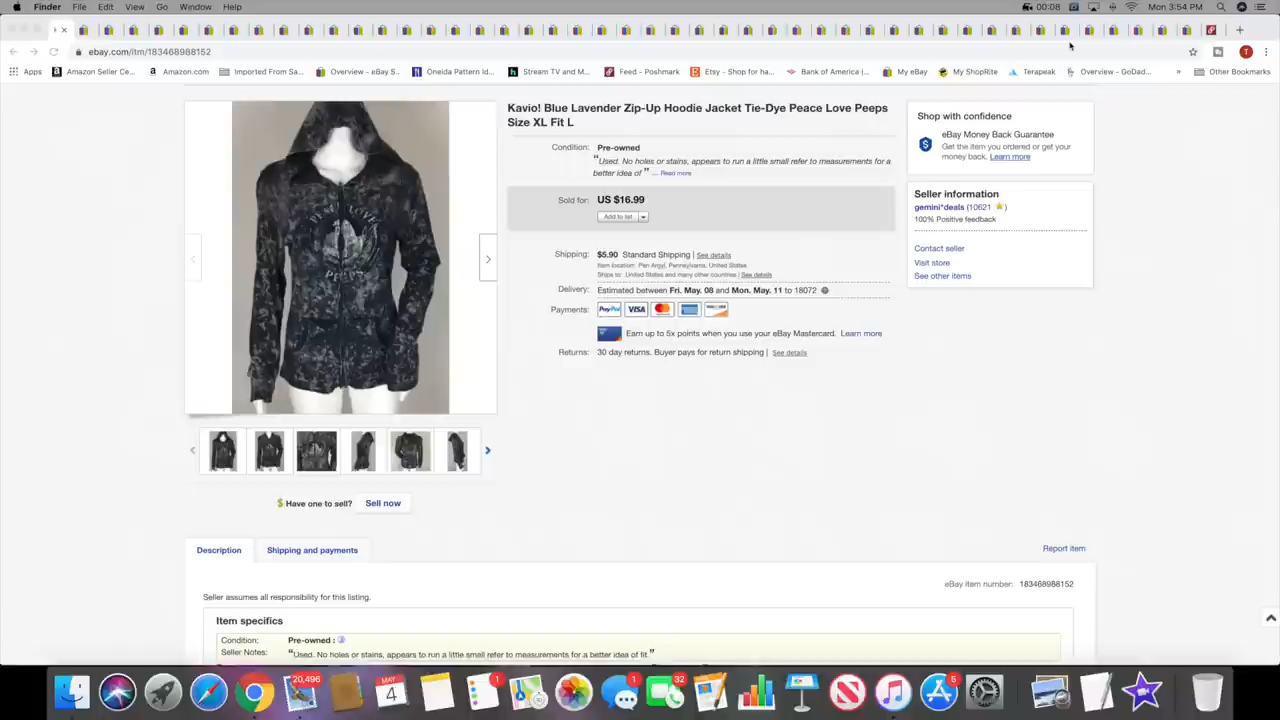 Finder File Edit View Go Window Help 00:08 Mon 3:54 PM
ebay.com/itm/183468988152 T
Apps Amazon Seller Ce... Amazon.com Imported From Sa... Overview – eBay S.. Oneida Pattern Id... Stream TV and M... Feed - Poshmark Etsy - Shop for ha... Bank of America |... My eBay My ShopRite Terapeak Overview - GoDad... » Other Bookmarks
Kavio! Blue Lavender Zip-Up Hoodie Jacket Tie-Dye Peace Love Peeps
Size XL Fit L
Condition: Pre-owned
“Used. No holes or stains, appears to run a little small refer to measurements for a
better idea of ” ... Read more
Sold for: US $16.99
Add to list
Shipping: $5.90 Standard Shipping | See details
Item location: Pen Argyl, Pennsylvania, United States
Ships to: United States and many other countries | See details
Delivery: Estimated between Fri. May. 08 and Mon. May. 11 to 18072
Payments: PayPal VISA
Earn up to 5x points when you use your eBay Mastercard. Learn more
Returns: 30 day returns. Buyer pays for return shipping | See details
Shop with confidence
eBay Money Back Guarantee
Get the item you ordered or get your
money back. Learn more
Seller information
gemini*deals (10621 )
100% Positive feedback
Contact seller
Visit store
See other items
Have one to sell? Sell now
Description Shipping and payments Report item
eBay item number: 183468988152
Seller assumes all responsibility for this listing.
Item specifics
Condition: Pre-owned :
Seller Notes: “Used. No holes or stains, appears to run a little small refer to measurements for a better idea of fit.”
20,496 MAY 4 1 1 32 5